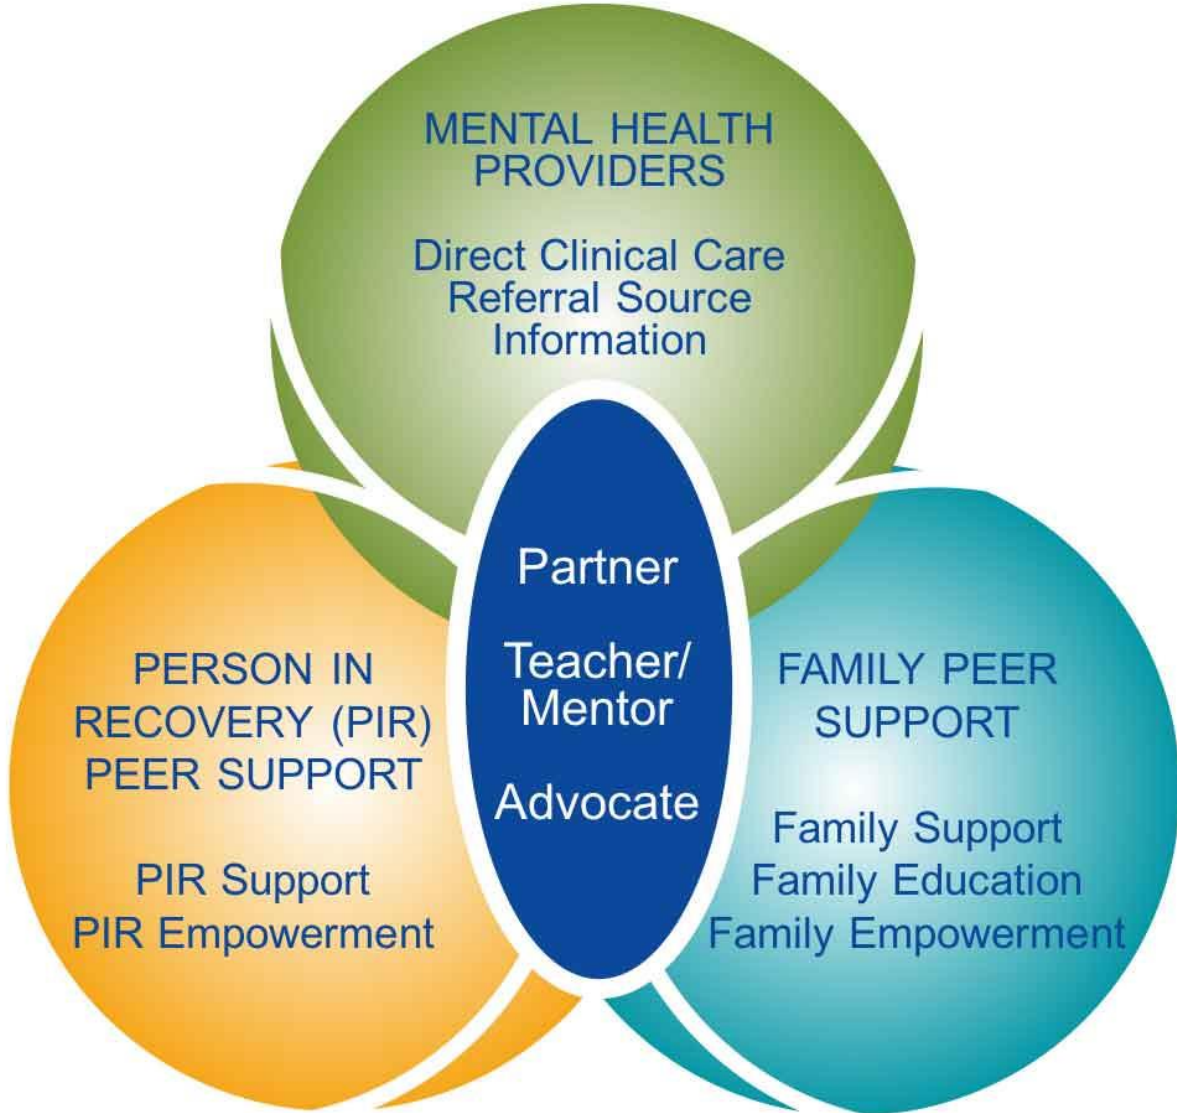 MENTAL HEALTH
PROVIDERS
Direct Clinical Care
Referral Source
Information
Partner
Teacher/
Mentor
Advocate
PERSON IN
RECOVERY (PIR)
PEER SUPPORT
PIR Support
PIR Empowerment
FAMILY PEER
SUPPORT
Family Support
Family Education
Family Empowerment